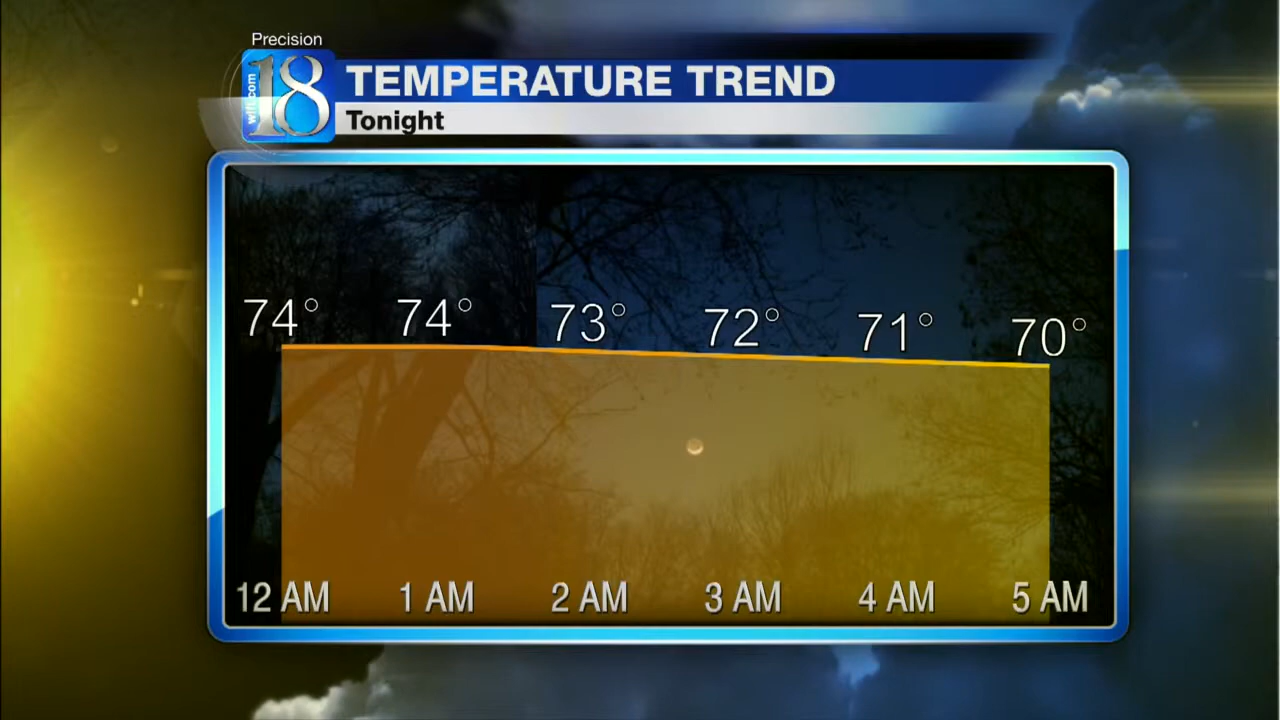 Precision
wlfi.com
18
TEMPERATURE TREND
Tonight
74° 74° 73° 72° 71° 70°
12 AM 1 AM 2 AM 3 AM 4 AM 5 AM